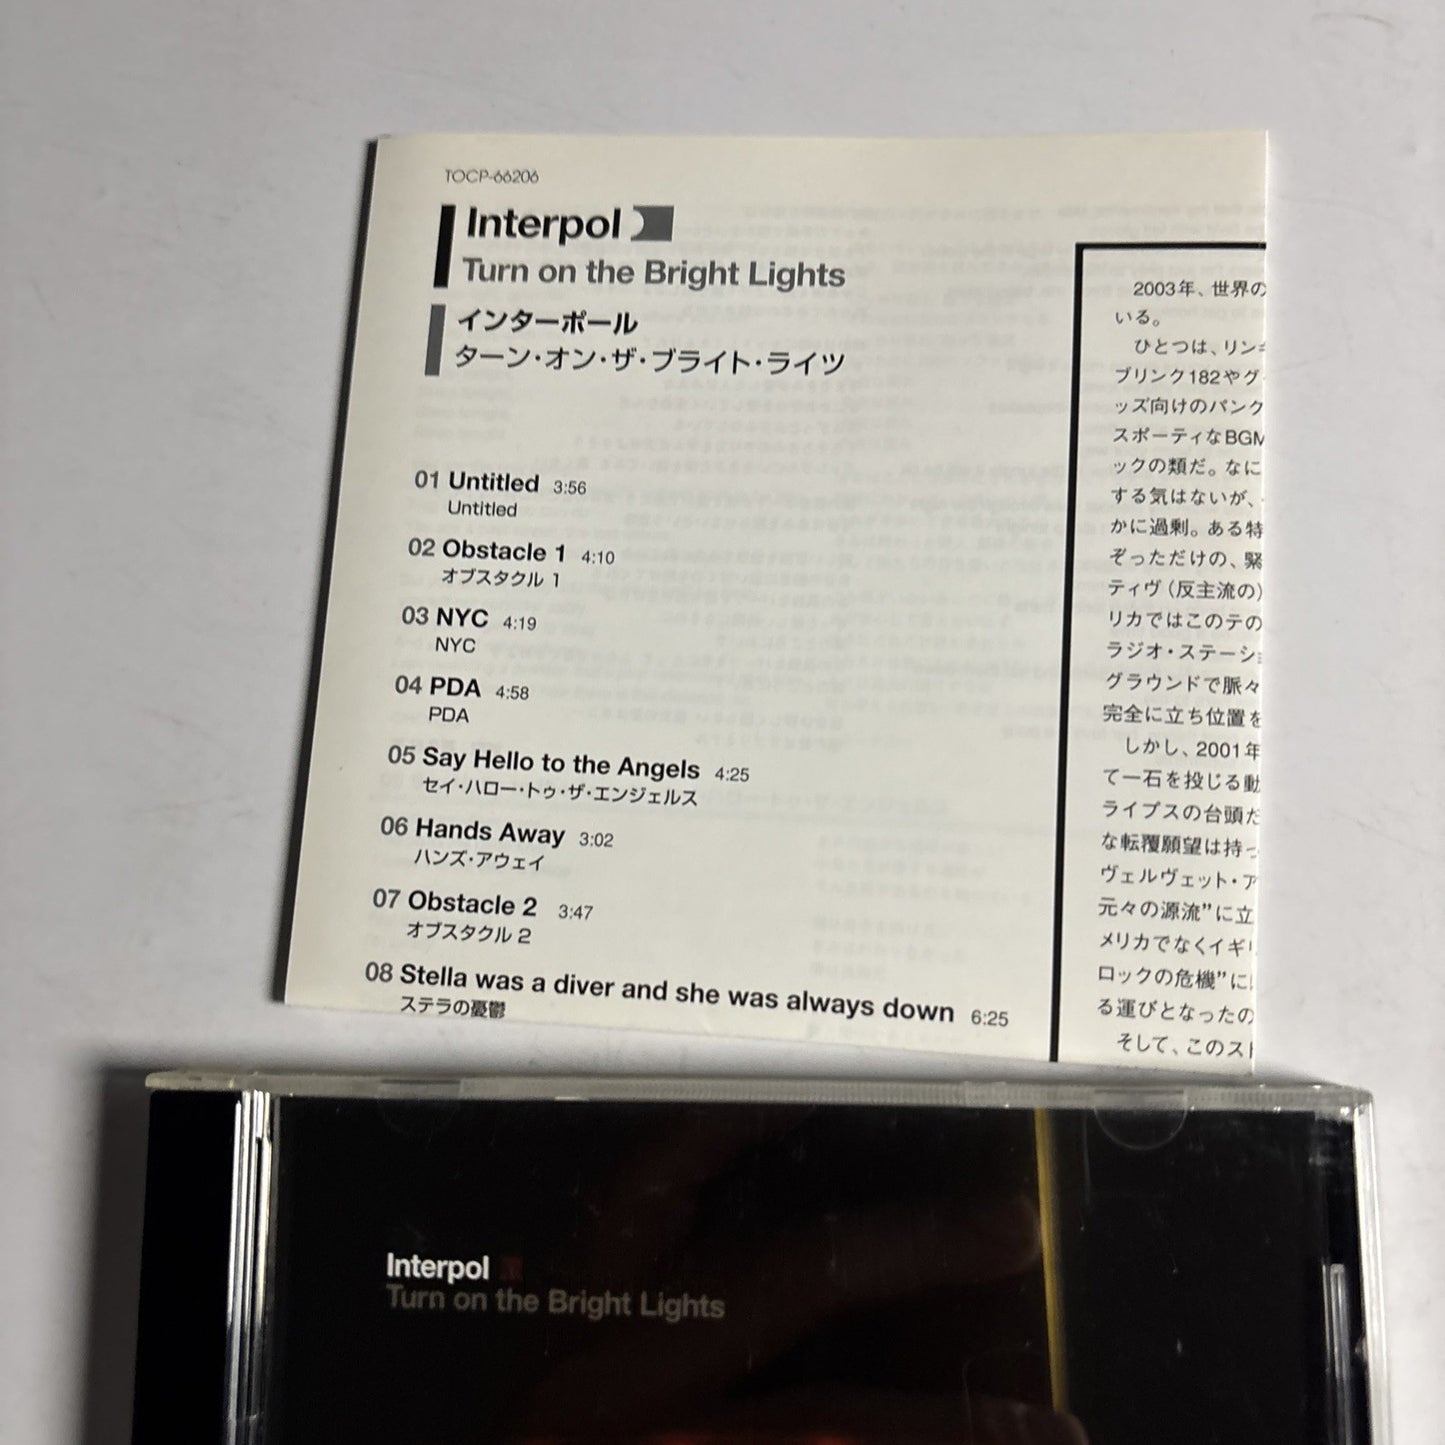 TOCP-66206
Interpol
Turn on the Bright Lights
インターポール
ターン・オン・ザ・ブライト・ライツ
01 Untitled 3:56
Untitled
02 Obstacle 1 4:10
オブスタクル 1
03 NYC 4:19
NYC
04 PDA 4:58
PDA
05 Say Hello to the Angels 4:25
セイ・ハロー・トゥ・ザ・エンジェルス
06 Hands Away 3:02
ハンズ・アウェイ
07 Obstacle 2 3:47
オブスタクル 2
08 Stella was a diver and she was always down 6:25
ステラの憂鬱
2003年、世界の
いる。
ひとつは、リンキ
ブリンク182やグ
ッズ向けのパンク
スポーティなBGM
ックの類だ。なに
する気はないが、
かに過剰。ある特
ぞっただけの、緊
ティヴ（反主流の）
リカではこのテの
ラジオ・ステーショ
グラウンドで脈々
完全に立ち位置を
しかし、2001年
て一石を投じる動
ライプスの台頭だ
な転覆願望は持っ
ヴェルヴェット・ア
元々の源流”に立
メリカでなくイギリ
ロックの危機”に
る運びとなったの
そして、このスト
Interpol
Turn on the Bright Lights